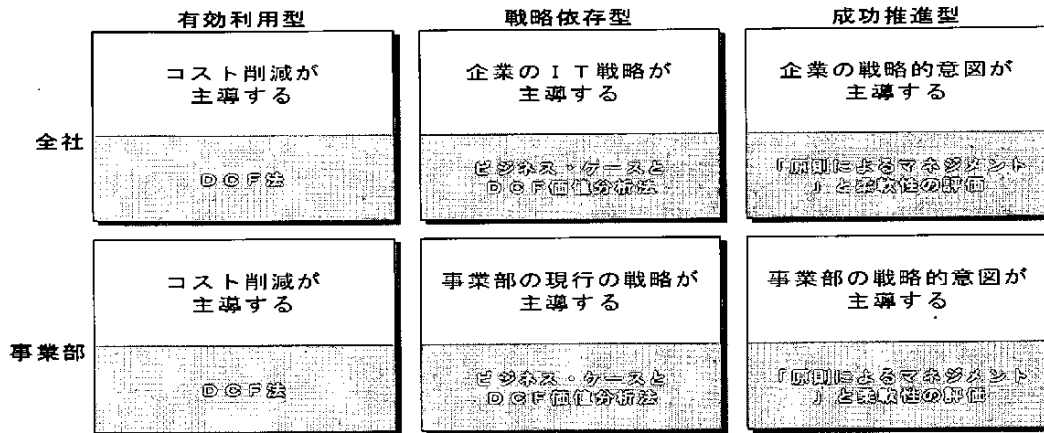 有効利用型
戦略依存型
成功推進型
全社
コスト削減が
主導する
DCF法
企業のIT戦略が
主導する
ビジネス・ケースと
DCF価値分析法
企業の戦略的意図が
主導する
「原則によるマネジメント
」と柔軟性の評価
事業部
コスト削減が
主導する
DCF法
事業部の現行の戦略が
主導する
ビジネス・ケースと
DCF価値分析法
事業部の戦略的意図が
主導する
「原則によるマネジメント
」と柔軟性の評価